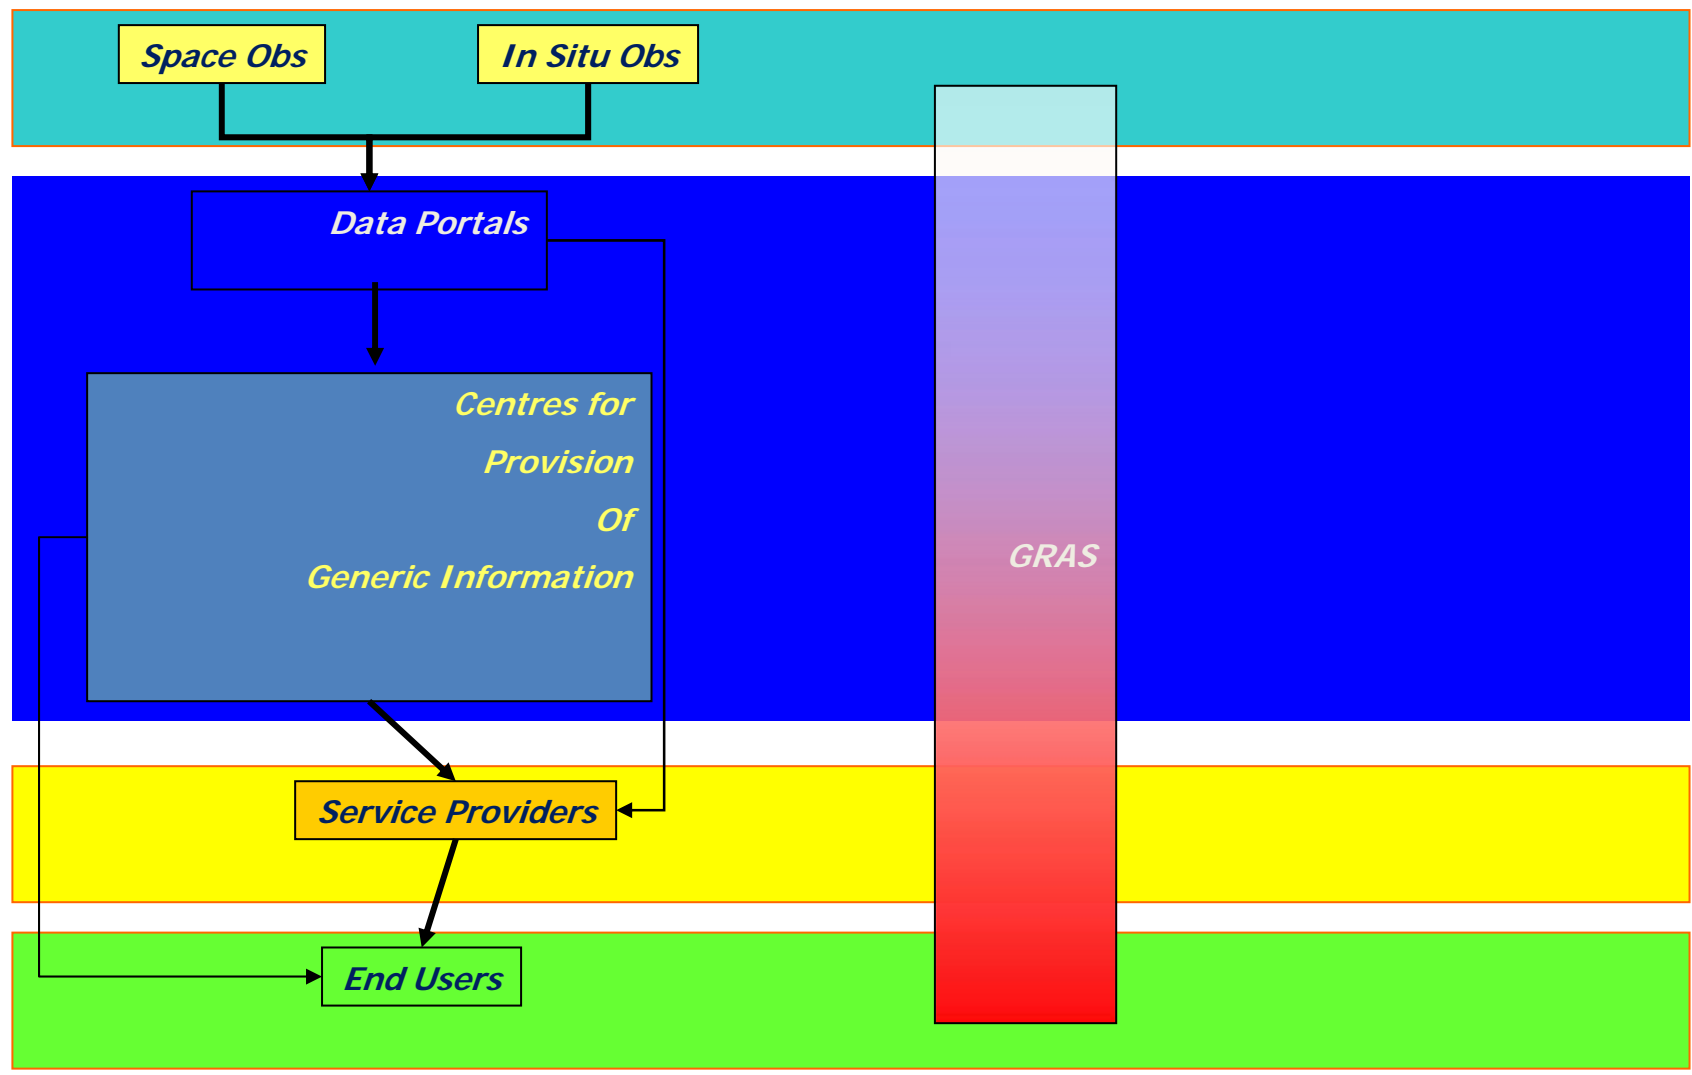 Space Obs
In Situ Obs
Data Portals
Centres for
Provision
Of
Generic Information
GRAS
Service Providers
End Users